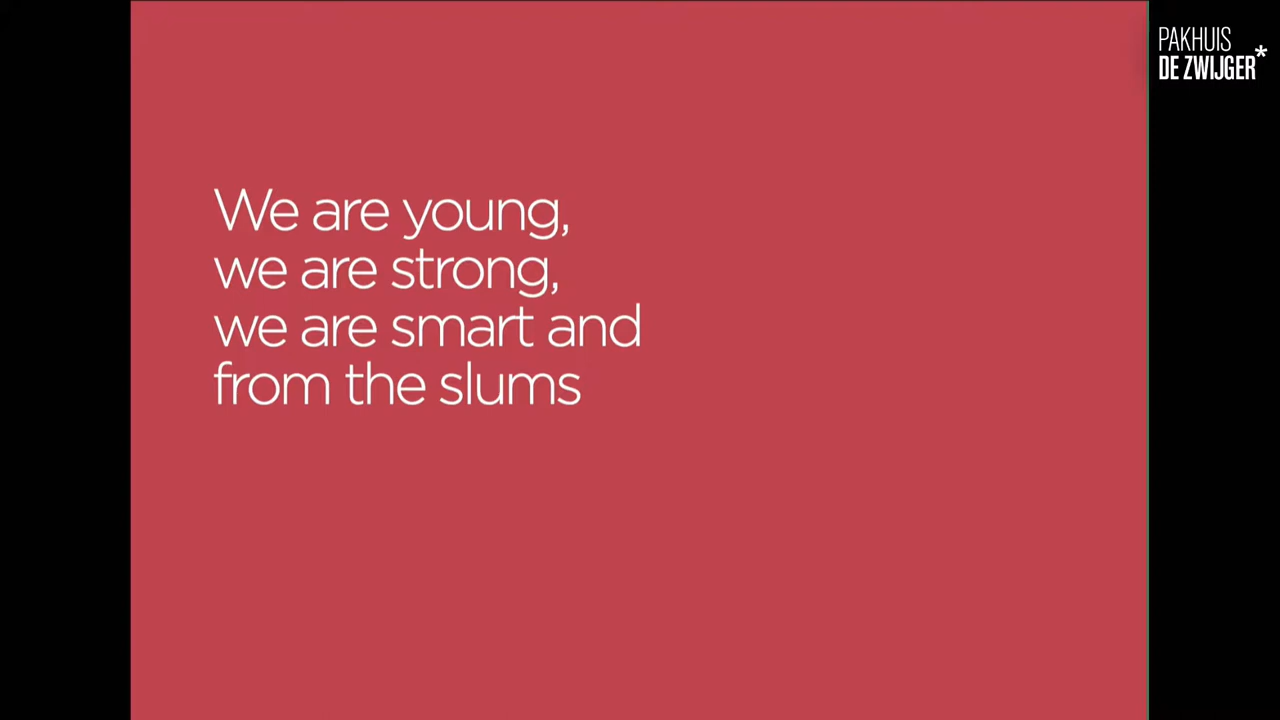 PAKHUIS
DE ZWIJGER*
We are young,
we are strong,
we are smart and
from the slums